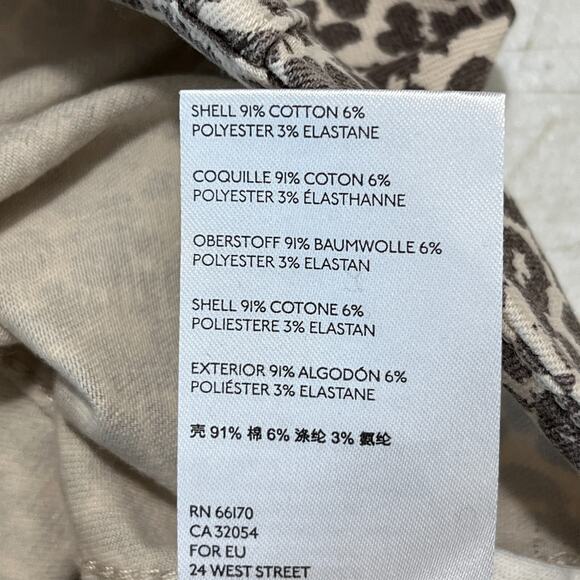 SHELL 91% COTTON 6%
POLYESTER 3% ELASTANE
COQUILLE 91% COTON 6%
POLYESTER 3% ÉLASTHANNE
OBERSTOFF 91% BAUMWOLLE 6%
POLYESTER 3% ELASTAN
SHELL 91% COTONE 6%
POLIESTERE 3% ELASTAN
EXTERIOR 91% ALGODÓN 6%
POLIÉSTER 3% ELASTANE
壳 91% 棉 6% 涤纶 3% 氨纶
RN 66170
CA 32054
FOR EU
24 WEST STREET